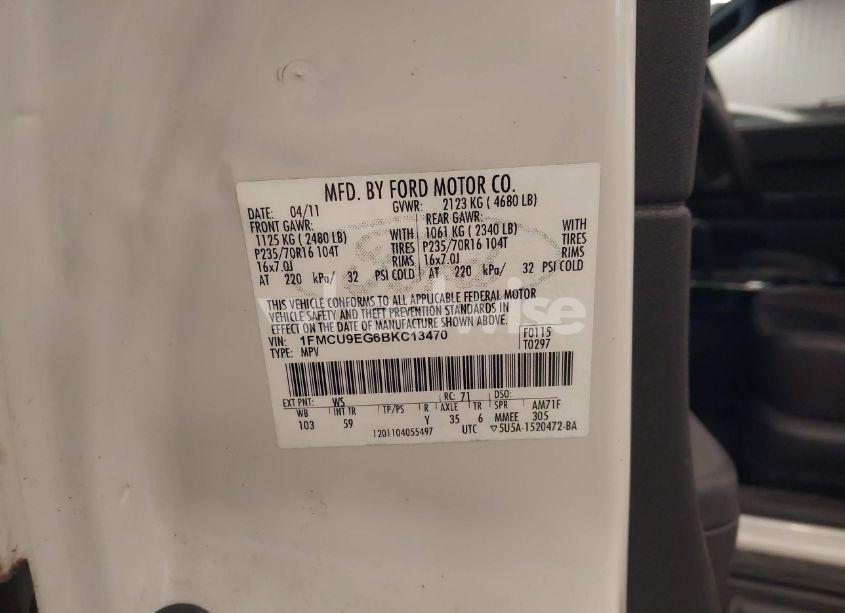 MFD. BY FORD MOTOR CO.
DATE: 04/11 GVWR: 2123 KG ( 4680 LB)
FRONT GAWR: REAR GAWR:
1125 KG ( 2480 LB) WITH 1061 KG ( 2340 LB) WITH
P235/70R16 104T TIRES P235/70R16 104T TIRES
16x7.0J RIMS 16x7.0J RIMS
AT 220 kPa/ 32 PSI COLD AT 220 kPa/ 32 PSI COLD
THIS VEHICLE CONFORMS TO ALL APPLICABLE FEDERAL MOTOR
VEHICLE SAFETY AND THEFT PREVENTION STANDARDS IN
EFFECT ON THE DATE OF MANUFACTURE SHOWN ABOVE.
VIN: 1FMCU9EG6BKC13470 F0115
TYPE: MPV T0297
EXT PNT: WS RC: 71 DSO:
WB INT TR TP/PS R AXLE TR SPR AM71F
103 59 Y 35 6 MMEE 305
1201104055497 UTC ▽5U5A-1520472-BA